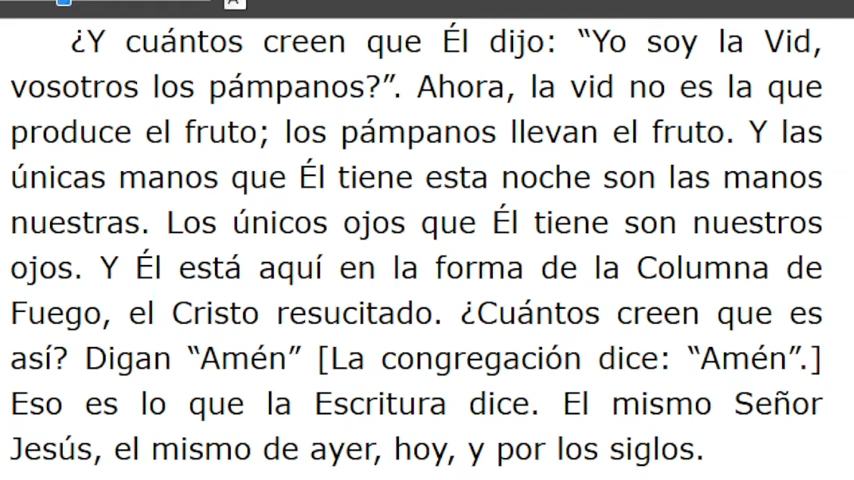 ¿Y cuántos creen que Él dijo: “Yo soy la Vid,
vosotros los pámpanos?”. Ahora, la vid no es la que
produce el fruto; los pámpanos llevan el fruto. Y las
únicas manos que Él tiene esta noche son las manos
nuestras. Los únicos ojos que Él tiene son nuestros
ojos. Y Él está aquí en la forma de la Columna de
Fuego, el Cristo resucitado. ¿Cuántos creen que es
así? Digan “Amén” [La congregación dice: “Amén”.]
Eso es lo que la Escritura dice. El mismo Señor
Jesús, el mismo de ayer, hoy, y por los siglos.